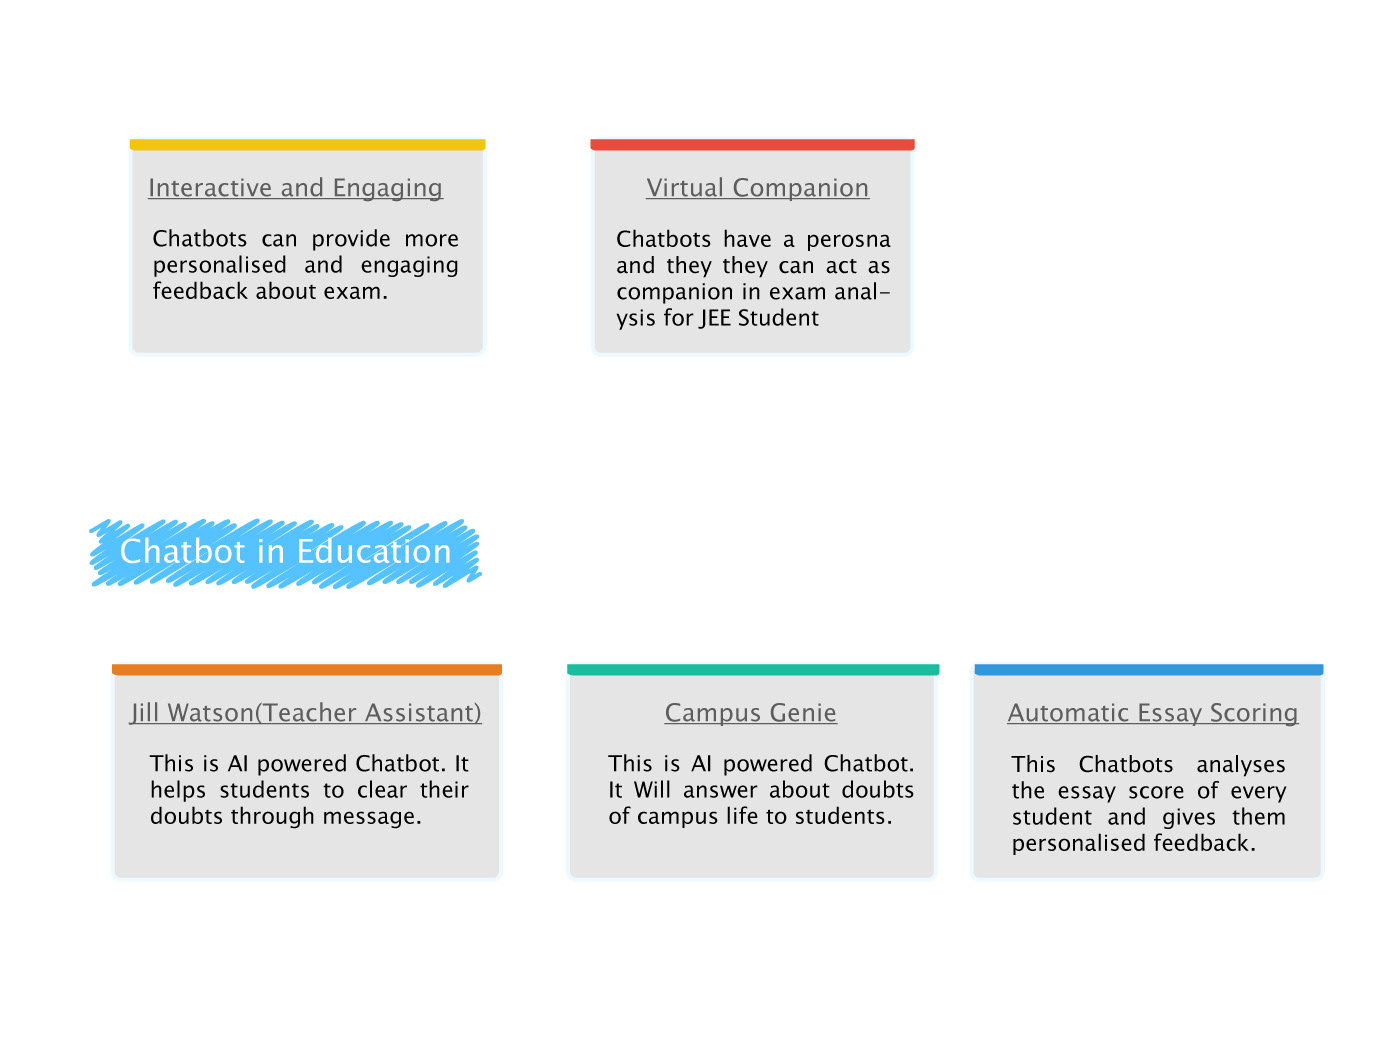 Interactive and Engaging
Chatbots can provide more
personalised and engaging
feedback about exam.
Virtual Companion
Chatbots have a perosna
and they they can act as
companion in exam anal-
ysis for JEE Student
Chatbot in Education
Jill Watson(Teacher Assistant)
This is AI powered Chatbot. It
helps students to clear their
doubts through message.
Campus Genie
This is AI powered Chatbot.
It Will answer about doubts
of campus life to students.
Automatic Essay Scoring
This Chatbots analyses
the essay score of every
student and gives them
personalised feedback.